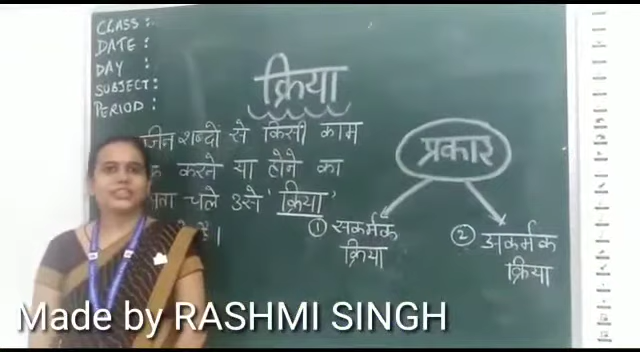 CLASS:
DATE:
DAY :
SUBJECT:
PERIOD:
क्रिया
जिन शब्दों से किसी काम
करने या होने का
चले उसे 'क्रिया'
हैं।
प्रकार
① सकर्मक
क्रिया
② अकर्मक
क्रिया
Made by RASHMI SINGH